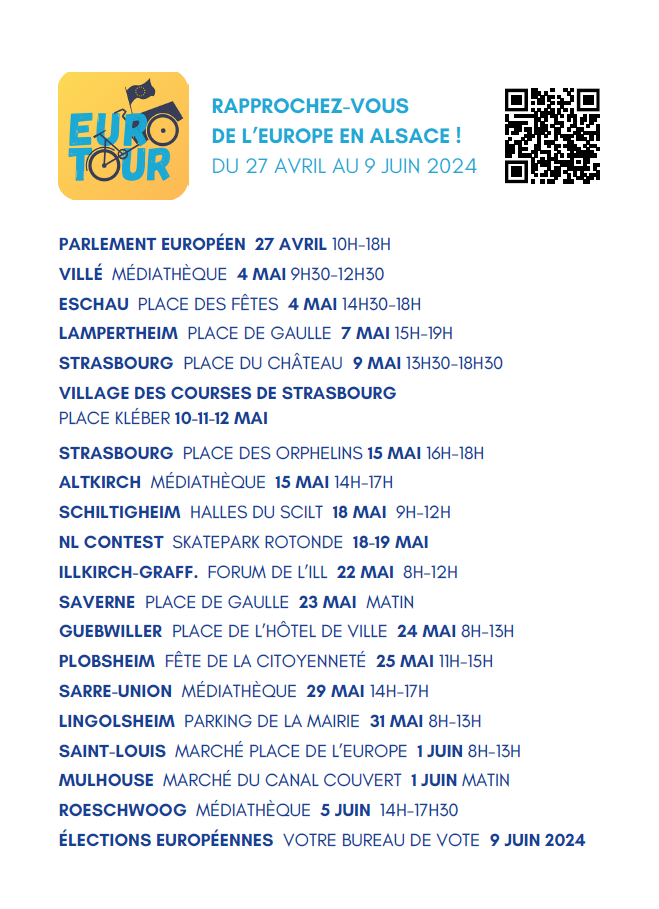 EURO
TOUR
RAPPROCHEZ-VOUS
DE L'EUROPE EN ALSACE !
DU 27 AVRIL AU 9 JUIN 2024
PARLEMENT EUROPÉEN 27 AVRIL 10H-18H
VILLÉ MÉDIATHÈQUE 4 MAI 9H30-12H30
ESCHAU PLACE DES FÊTES 4 MAI 14H30-18H
LAMPERTHEIM PLACE DE GAULLE 7 MAI 15H-19H
STRASBOURG PLACE DU CHÂTEAU 9 MAI 13H30-18H30
VILLAGE DES COURSES DE STRASBOURG
PLACE KLÉBER 10-11-12 MAI
STRASBOURG PLACE DES ORPHELINS 15 MAI 16H-18H
ALTKIRCH MÉDIATHÈQUE 15 MAI 14H-17H
SCHILTIGHEIM HALLES DU SCILT 18 MAI 9H-12H
NL CONTEST SKATEPARK ROTONDE 18-19 MAI
ILLKIRCH-GRAFF. FORUM DE L'ILL 22 MAI 8H-12H
SAVERNE PLACE DE GAULLE 23 MAI MATIN
GUEBWILLER PLACE DE L'HÔTEL DE VILLE 24 MAI 8H-13H
PLOBSHEIM FÊTE DE LA CITOYENNETÉ 25 MAI 11H-15H
SARRE-UNION MÉDIATHÈQUE 29 MAI 14H-17H
LINGOLSHEIM PARKING DE LA MAIRIE 31 MAI 8H-13H
SAINT-LOUIS MARCHÉ PLACE DE L'EUROPE 1 JUIN 8H-13H
MULHOUSE MARCHÉ DU CANAL COUVERT 1 JUIN MATIN
ROESCHWOOG MÉDIATHÈQUE 5 JUIN 14H-17H30
ÉLECTIONS EUROPÉENNES VOTRE BUREAU DE VOTE 9 JUIN 2024